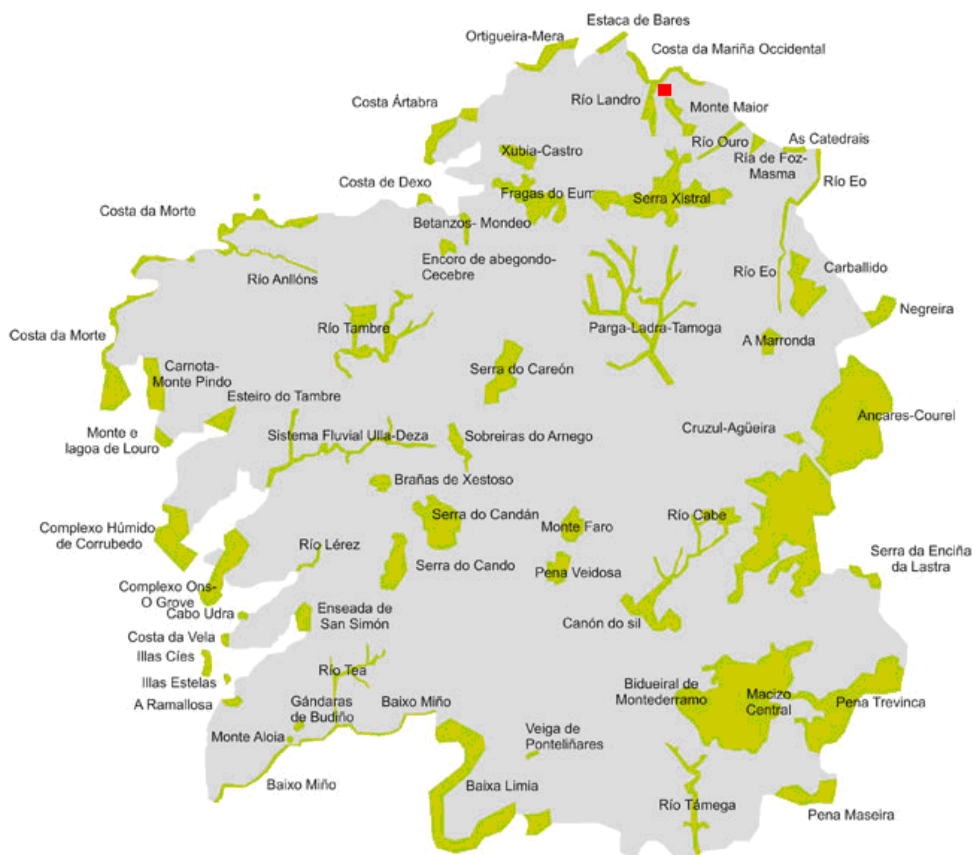 Estaca de Bares
Ortigueira-Mera
Costa da Mariña Occidental
Costa Ártabra
Río Landro
Monte Maior
Río Ouro
As Catedrais
Ría de Foz-
Masma
Xubia-Castro
Río Eo
Costa de Dexo
Fragas do Eum
Serra Xistral
Costa da Morte
Betanzos- Mondeo
Encoro de abegondo-
Cecebre
Río Anllóns
Río Eo
Carballido
Negreira
Costa da Morte
Río Tambre
Parga-Ladra-Tamoga
A Marronda
Carnota-
Monte Pindo
Serra do Careón
Esteiro do Tambre
Ancares-Courel
Monte e
lagoa de Louro
Sistema Fluvial Ulla-Deza
Sobreiras do Arnego
Cruzul-Agüeira
Brañas de Xestoso
Complexo Húmido
de Corrubedo
Serra do Candán
Monte Faro
Río Cabe
Río Lérez
Serra do Cando
Pena Veidosa
Serra da Enciña
da Lastra
Complexo Ons-
O Grove
Cabo Udra
Enseada de
San Simón
Canón do sil
Costa da Vela
Illas Cíes
Río Tea
Illas Estelas
A Ramallosa
Gándaras
de Budiño
Baixo Miño
Bidueiral de
Montederramo
Macizo
Central
Pena Trevinca
Monte Aloia
Veiga de
Ponteliñares
Baixo Miño
Baixa Limia
Río Támega
Pena Maseira